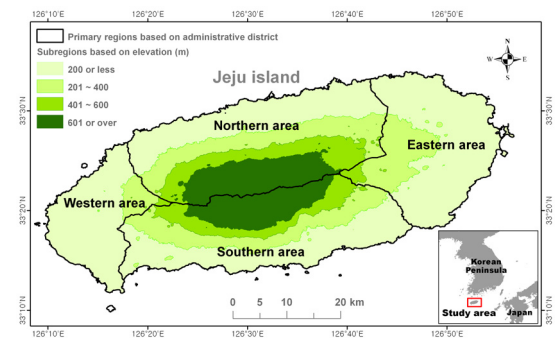 126°10'E 126°20'E 126°30'E 126°40'E 126°50'E
Primary regions based on administrative district
Subregions based on elevation (m)
200 or less
201 ~ 400
401 ~ 600
601 or over
Jeju island
N
W E
S
33°30'N 33°30'N
Northern area
Eastern area
Western area
33°20'N 33°20'N
Southern area
Korean
Peninsula
0 5 10 20 km
Study area
Japan
33°10'N 33°10'N
126°10'E 126°20'E 126°30'E 126°40'E 126°50'E